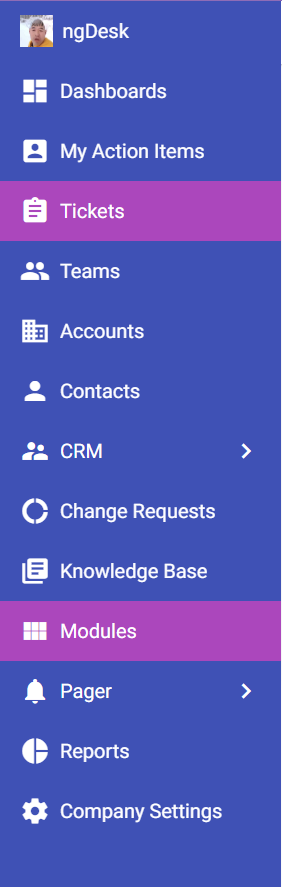 ngDesk
Dashboards
My Action Items
Tickets
Teams
Accounts
Contacts
CRM
Change Requests
Knowledge Base
Modules
Pager
Reports
Company Settings